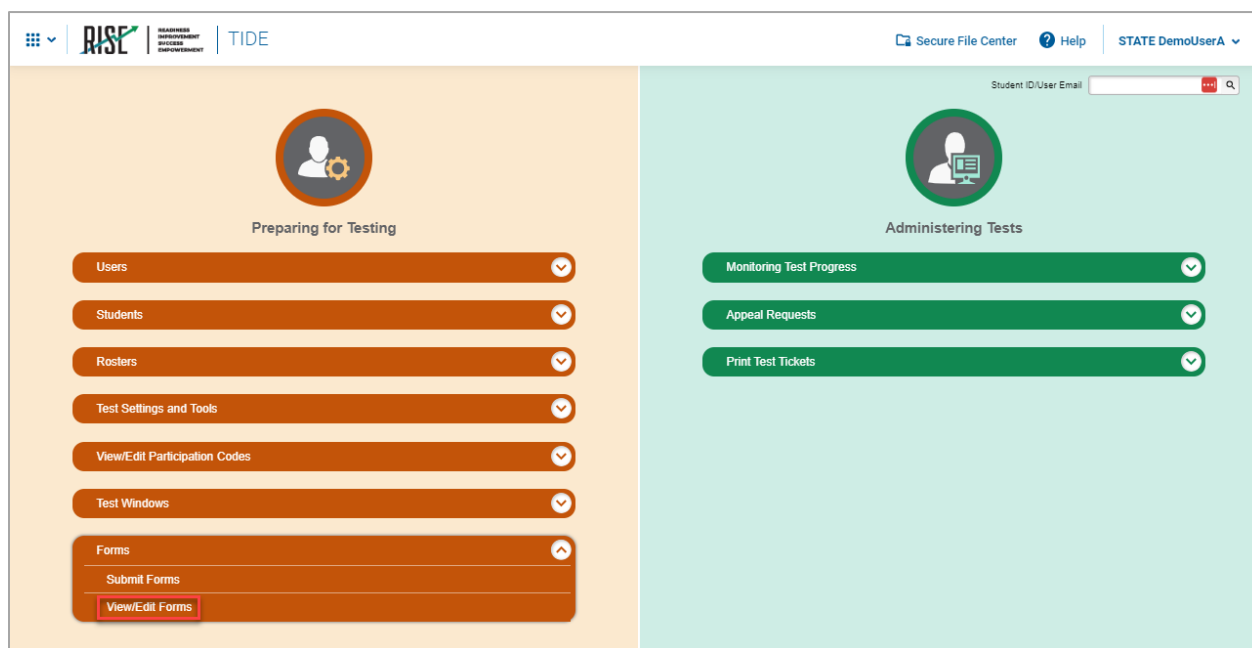 RISE
READINESS
IMPROVEMENT
SUCCESS
EMPOWERMENT
TIDE
Secure File Center
? Help
STATE DemoUserA
Student ID/User Email
Preparing for Testing
Users
Students
Rosters
Test Settings and Tools
View/Edit Participation Codes
Test Windows
Forms
Submit Forms
View/Edit Forms
Administering Tests
Monitoring Test Progress
Appeal Requests
Print Test Tickets